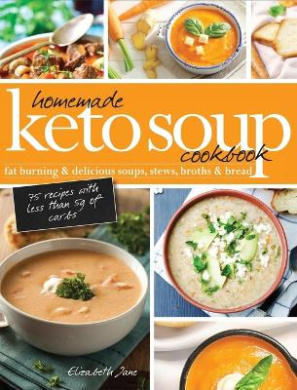 homemade
keto soup
cookbook
fat burning & delicious soups, stews, broths & bread
75 recipes with
less than 5g of
carbs
Elizabeth Jane